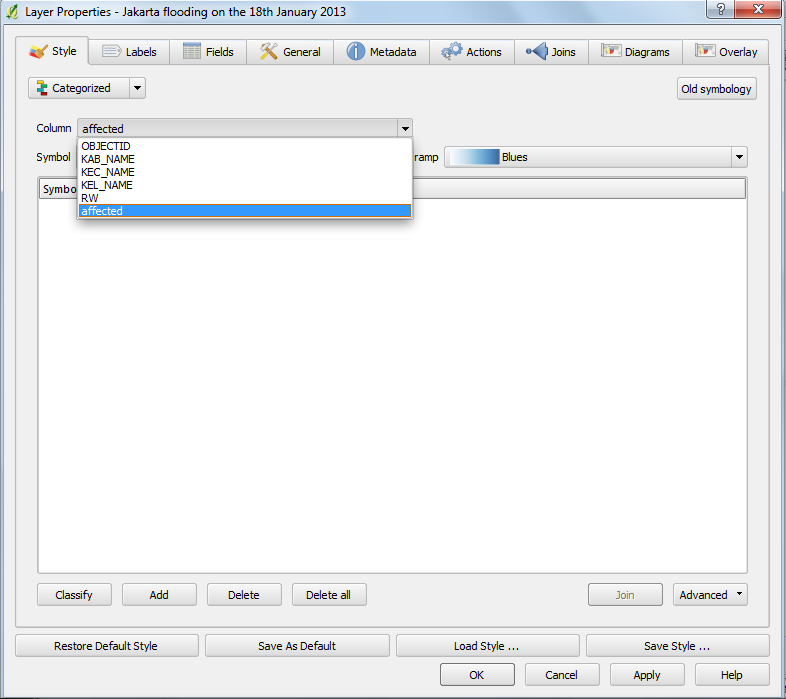 Layer Properties - Jakarta flooding on the 18th January 2013
Style Labels Fields General Metadata Actions Joins Diagrams Overlay
Categorized Old symbology
Column affected
OBJECTID
Symbol KAB_NAME ramp Blues
KEC_NAME
KEL_NAME
Symbo
RW
affected
Classify Add Delete Delete all Join Advanced
Restore Default Style Save As Default Load Style ... Save Style ...
OK Cancel Apply Help